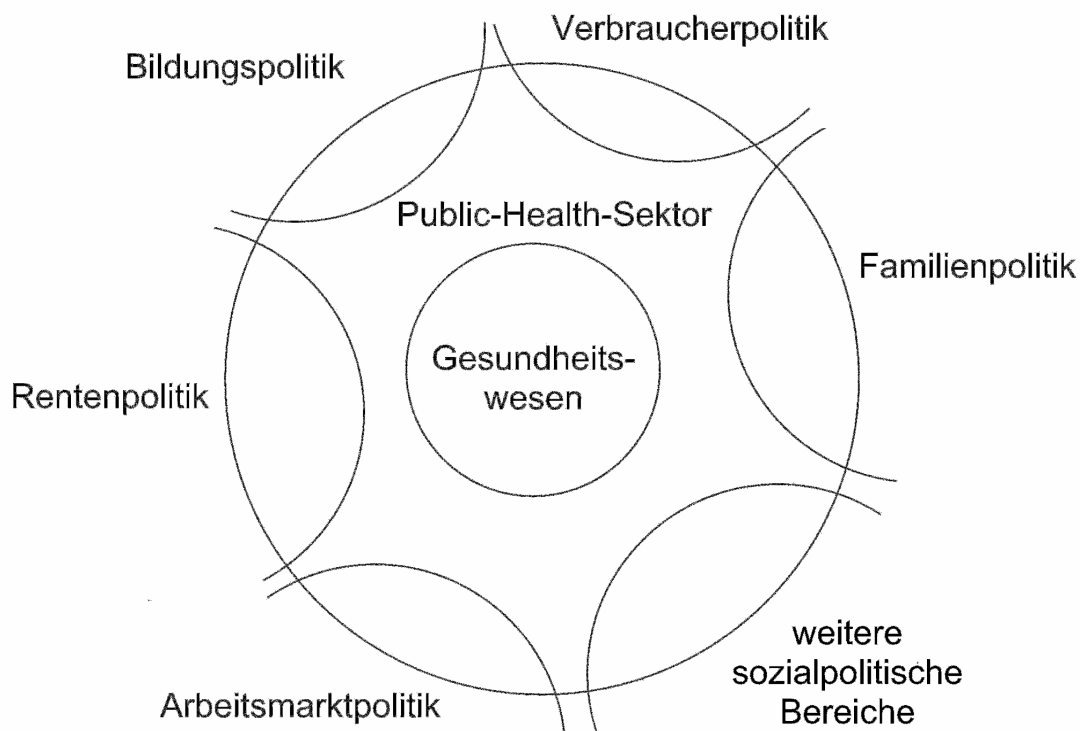 Verbraucherpolitik
Bildungspolitik
Public-Health-Sektor
Familienpolitik
Gesundheits-
wesen
Rentenpolitik
weitere
sozialpolitische
Bereiche
Arbeitsmarktpolitik